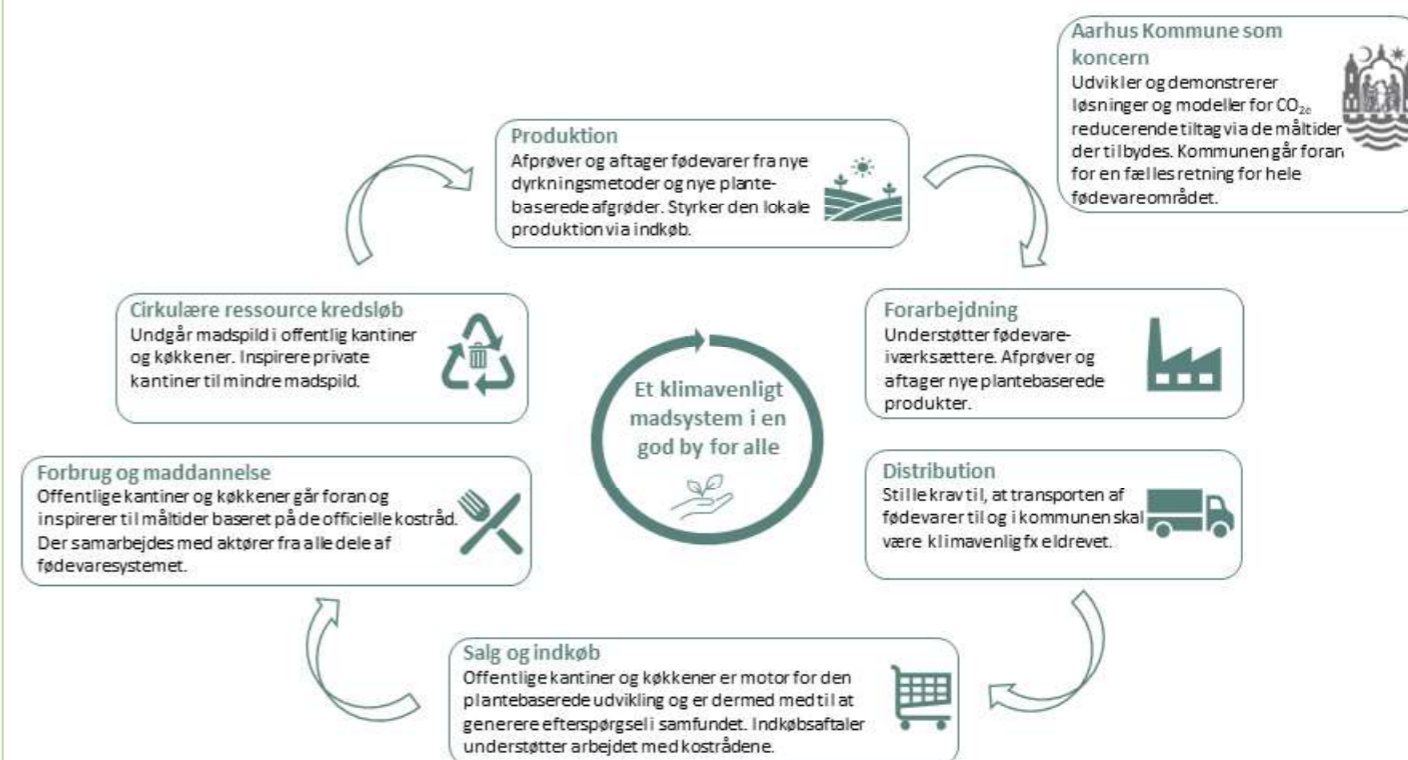 Aarhus Kommune som
koncern
Udvikler og demonstrerer
løsninger og modeller for CO₂ₑ
reducerende tiltag via de måltider
der tilbydes. Kommunen går foran
for en fælles retning for hele
fødevareområdet.
Produktion
Afprøver og aftager fødevarer fra nye
dyrkningsmetoder og nye plante-
baserede afgrøder. Styrker den lokale
produktion via indkøb.
Forarbejdning
Understøtter fødevare-
iværksættere. Afprøver og
aftager nye plantebaserede
produkter.
Distribution
Stille krav til, at transporten af
fødevarer til og i kommunen skal
være klimavenlig fx eldrevet.
Salg og indkøb
Offentlige kantiner og køkkener er motor for den
plantebaserede udvikling og er dermed med til at
generere efterspørgsel i samfundet. Indkøbsaftaler
understøtter arbejdet med kostrådene.
Forbrug og maddannelse
Offentlige kantiner og køkkener går foran og
inspirerer til måltider baseret på de officielle kostråd.
Der samarbejdes med aktører fra alle dele af
fødevaresystemet.
Cirkulære ressource kredsløb
Undgår madspild i offentlig kantiner
og køkkener. Inspirere private
kantiner til mindre madspild.
Et klimavenligt
madsystem i en
god by for alle